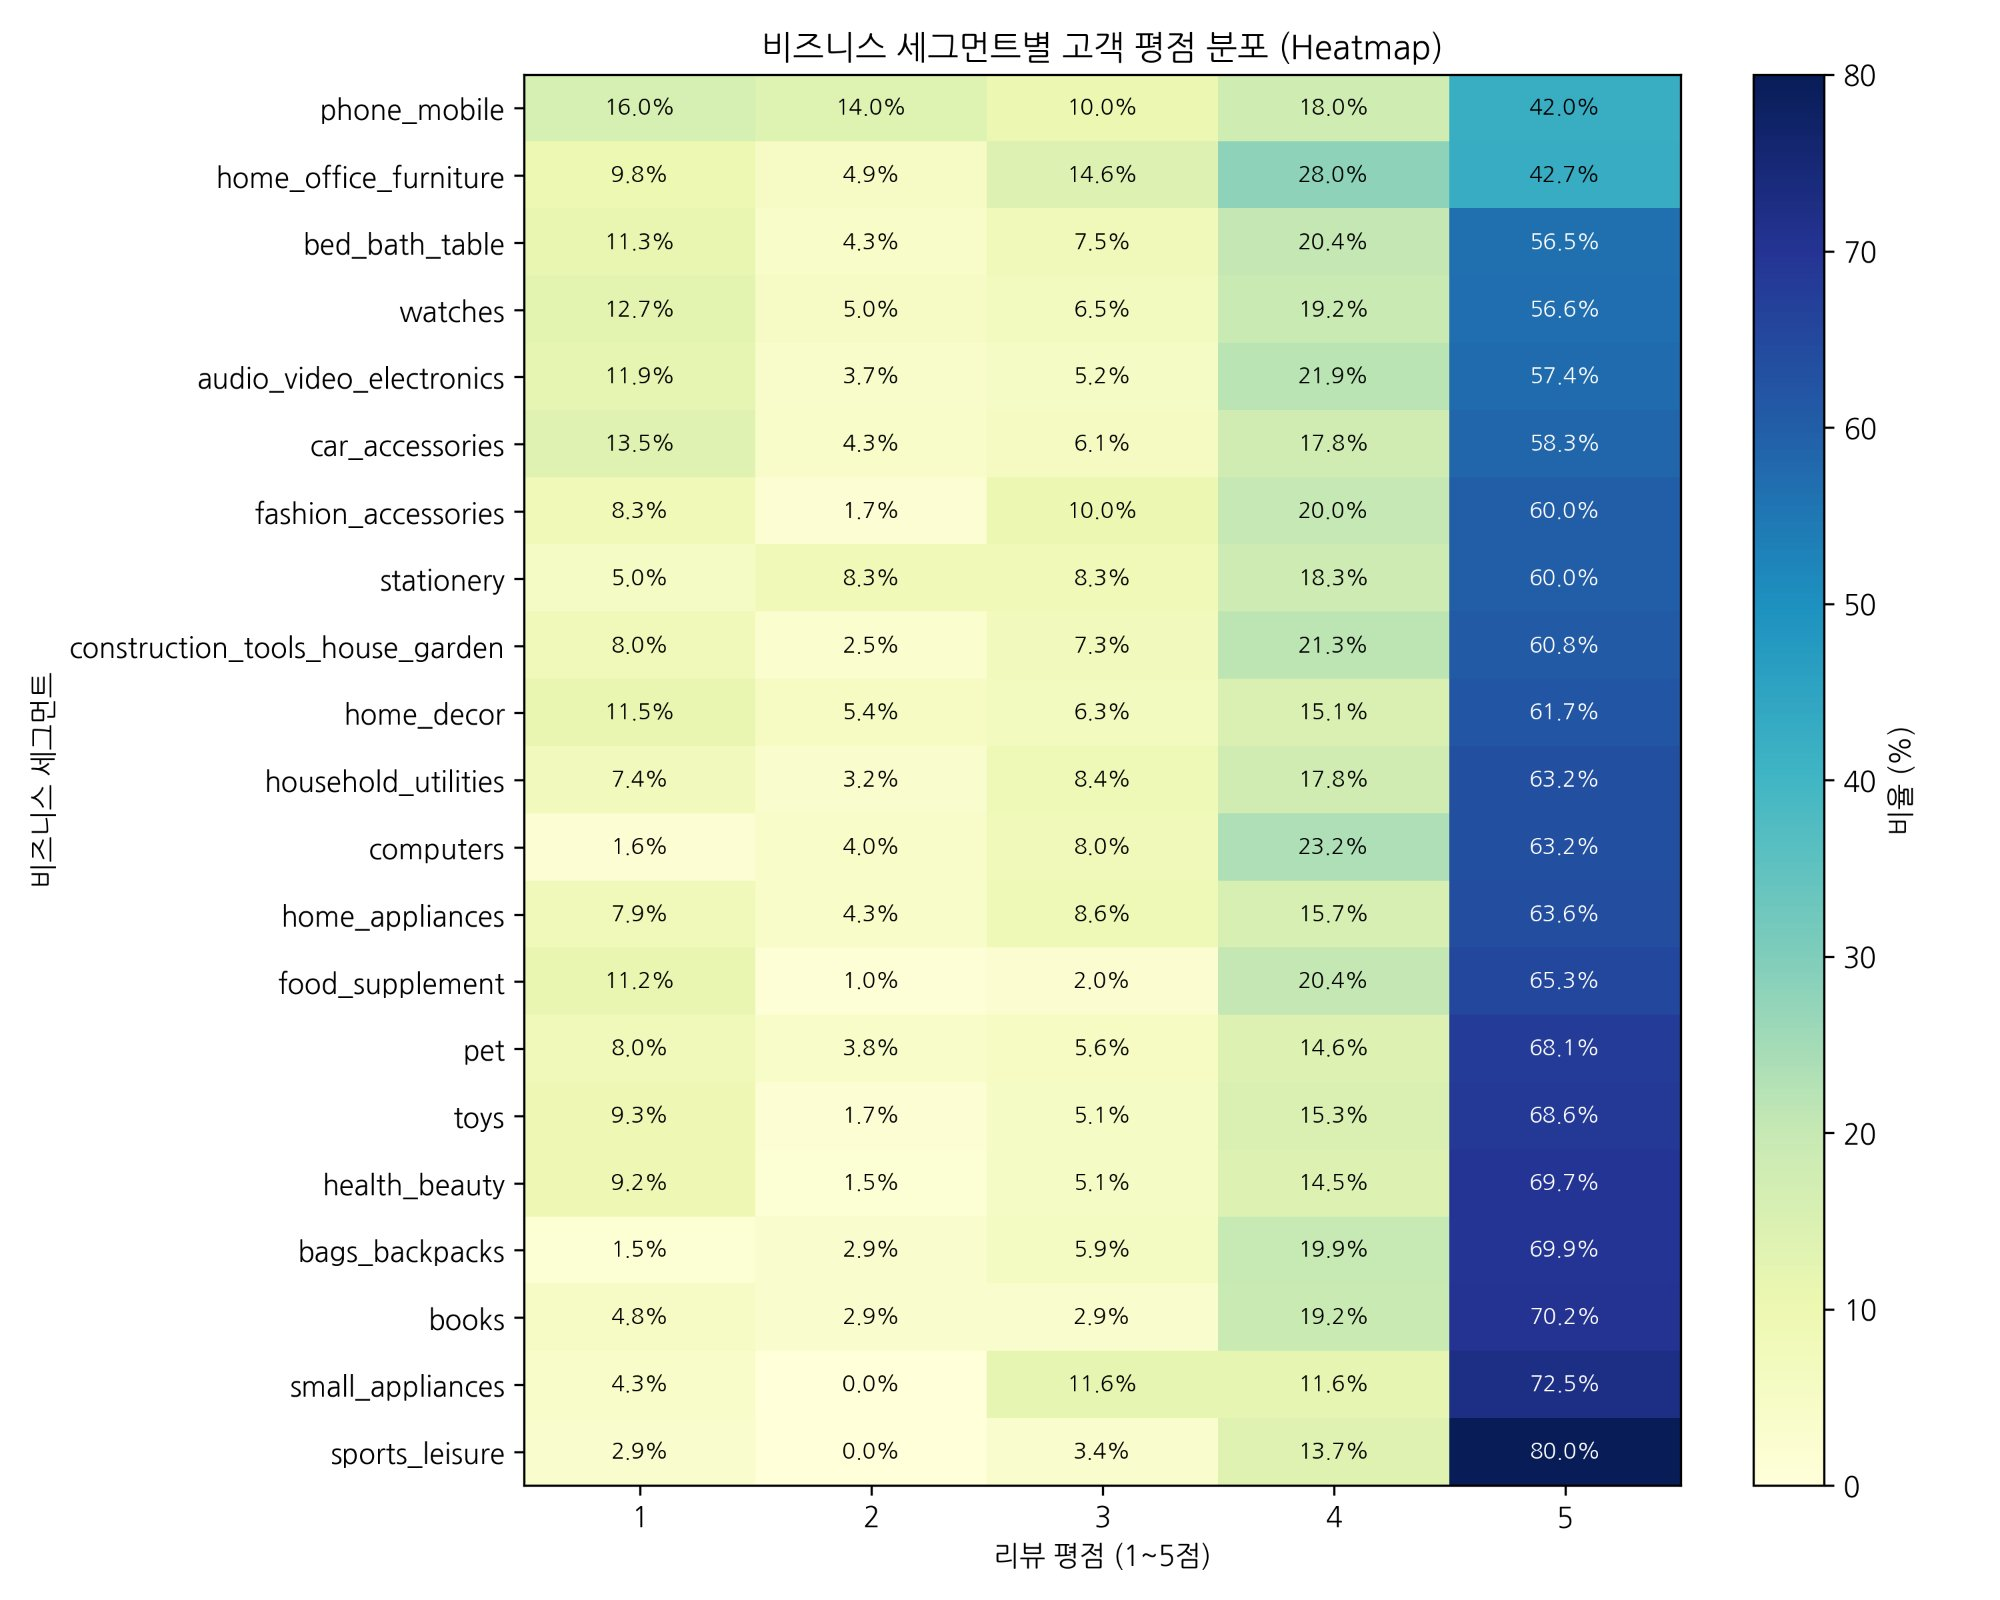 비즈니스 세그먼트별 고객 평점 분포 (Heatmap)
phone_mobile 16.0% 14.0% 10.0% 18.0% 42.0%
home_office_furniture 9.8% 4.9% 14.6% 28.0% 42.7%
bed_bath_table 11.3% 4.3% 7.5% 20.4% 56.5%
watches 12.7% 5.0% 6.5% 19.2% 56.6%
audio_video_electronics 11.9% 3.7% 5.2% 21.9% 57.4%
car_accessories 13.5% 4.3% 6.1% 17.8% 58.3%
fashion_accessories 8.3% 1.7% 10.0% 20.0% 60.0%
stationery 5.0% 8.3% 8.3% 18.3% 60.0%
construction_tools_house_garden 8.0% 2.5% 7.3% 21.3% 60.8%
home_decor 11.5% 5.4% 6.3% 15.1% 61.7%
household_utilities 7.4% 3.2% 8.4% 17.8% 63.2%
computers 1.6% 4.0% 8.0% 23.2% 63.2%
home_appliances 7.9% 4.3% 8.6% 15.7% 63.6%
food_supplement 11.2% 1.0% 2.0% 20.4% 65.3%
pet 8.0% 3.8% 5.6% 14.6% 68.1%
toys 9.3% 1.7% 5.1% 15.3% 68.6%
health_beauty 9.2% 1.5% 5.1% 14.5% 69.7%
bags_backpacks 1.5% 2.9% 5.9% 19.9% 69.9%
books 4.8% 2.9% 2.9% 19.2% 70.2%
small_appliances 4.3% 0.0% 11.6% 11.6% 72.5%
sports_leisure 2.9% 0.0% 3.4% 13.7% 80.0%
1 2 3 4 5
리뷰 평점 (1~5점)
비즈니스 세그먼트
80
70
60
50
40
30
20
10
0
비율 (%)